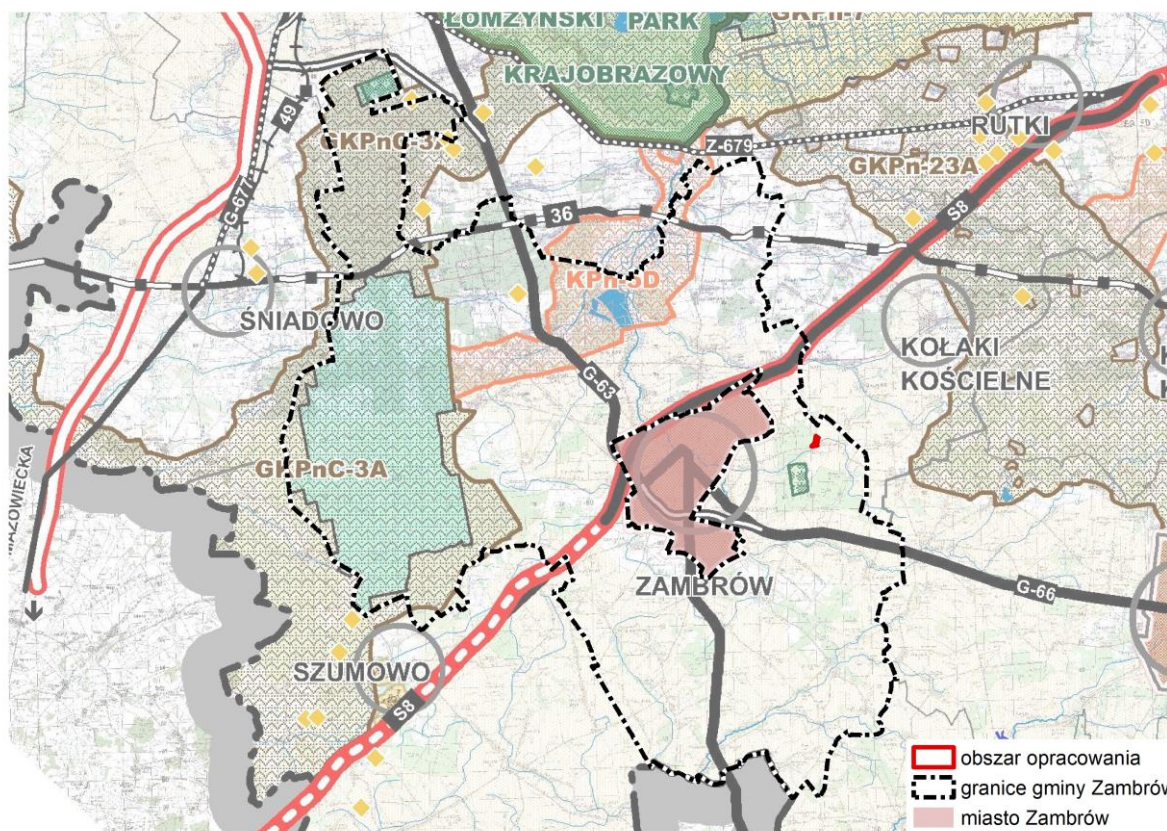 ŁOMŻYŃSKI PARK
KRAJOBRAZOWY
49
G-677
GKPnC-3A
Z-679
RUTKI
GKPn-23A
S8
36
KPn-5D
ŚNIADOWO
KOŁAKI
KOŚCIELNE
G-63
GKPnC-3A
MAZOWIECKA
ZAMBRÓW
G-66
SZUMOWO
S8
obszar opracowania
granice gminy Zambrów
miasto Zambrów